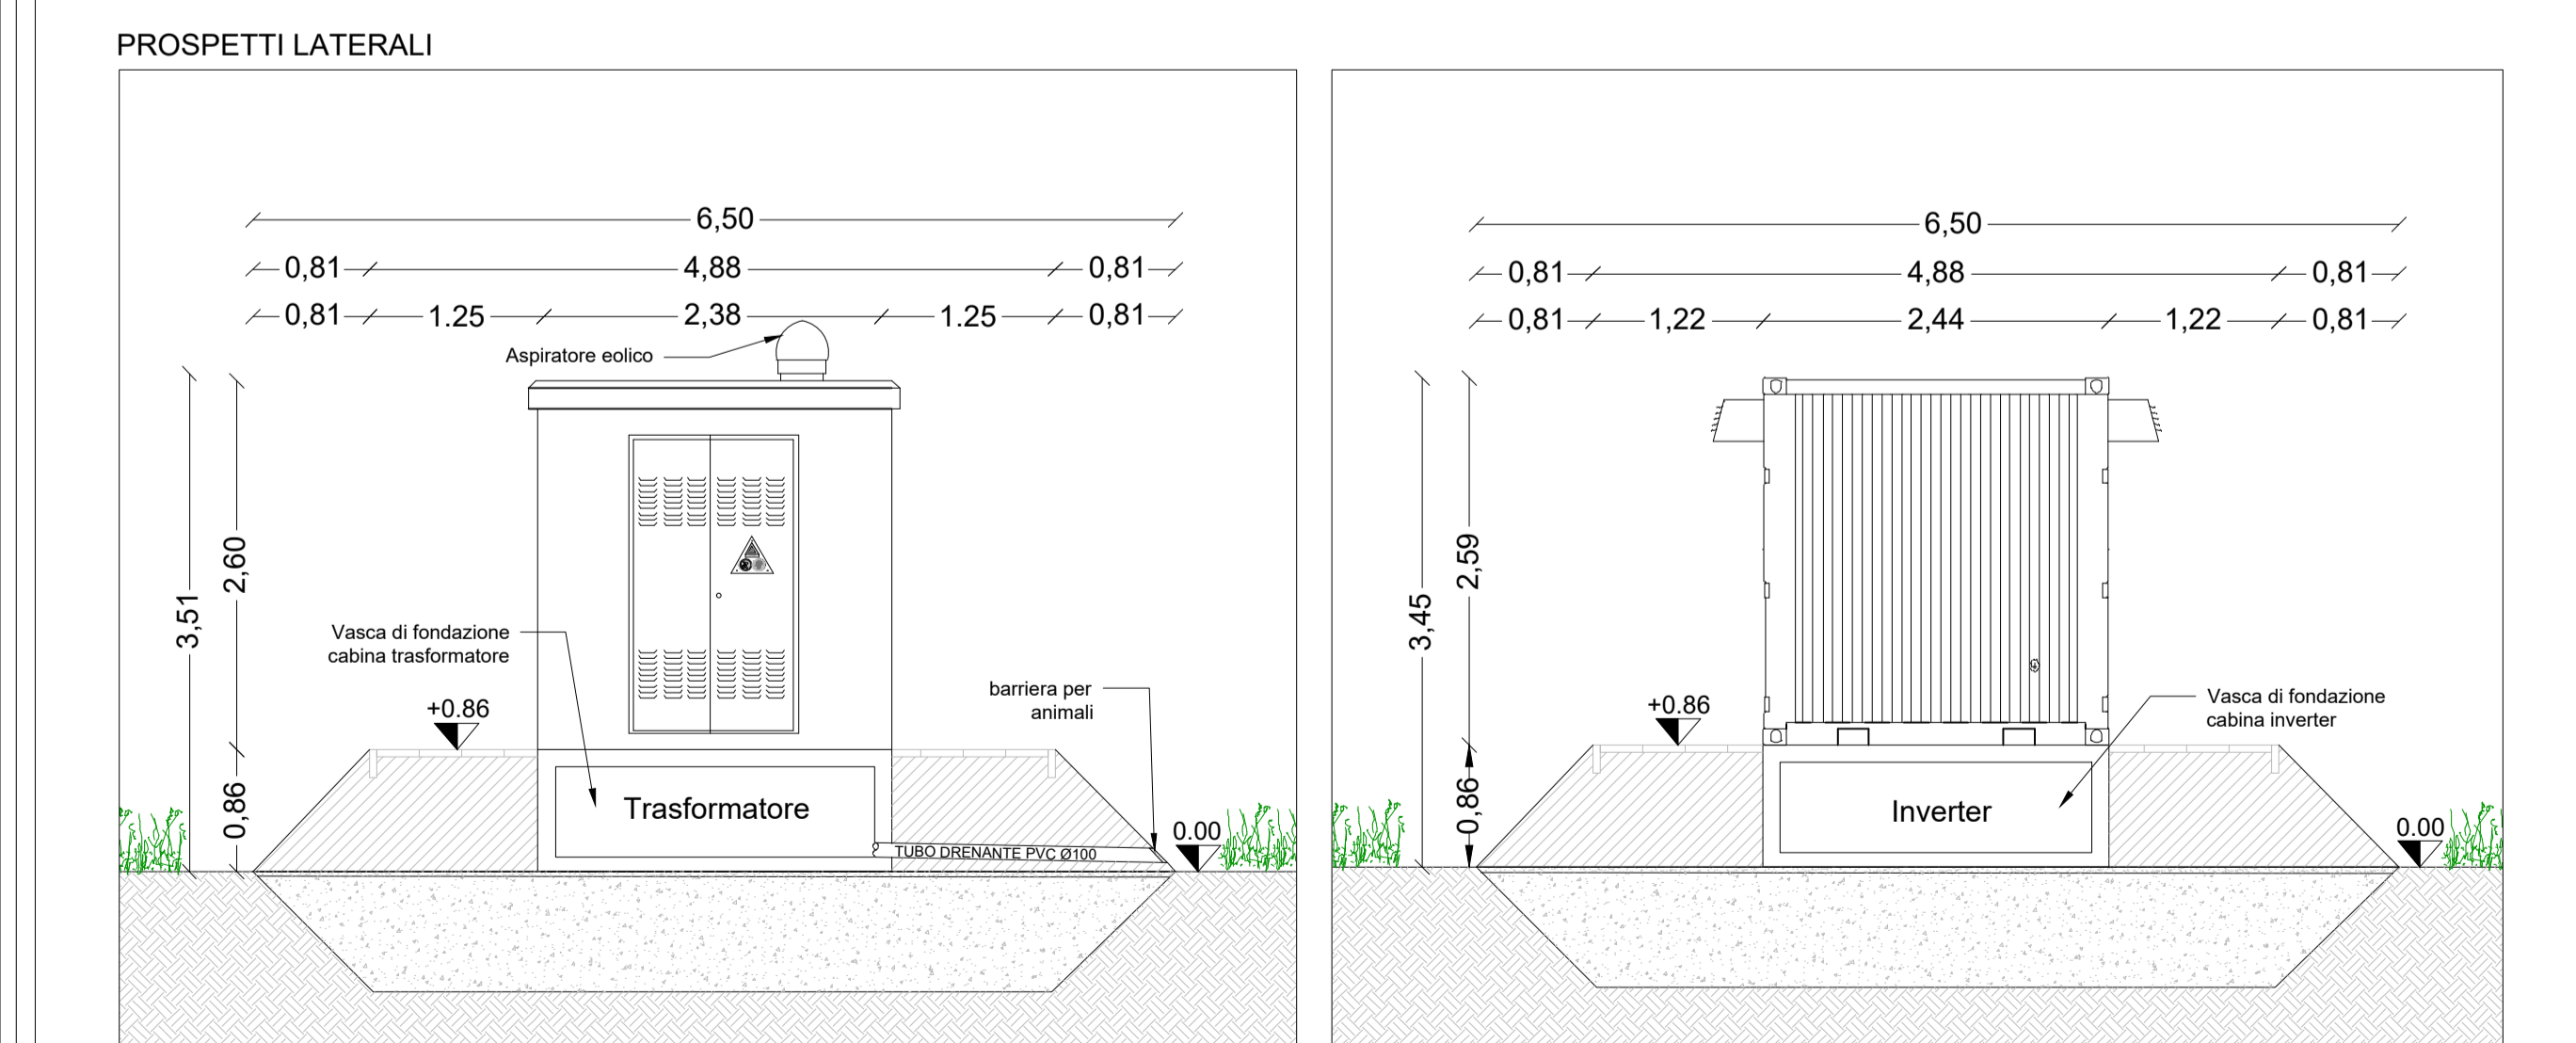 PROSPETTI LATERALI
6,50
0,81 4,88 0,81
0,81 1.25 2,38 1.25 0,81
Aspiratore eolico
3,51
2,60
0,86
Vasca di fondazione
cabina trasformatore
+0.86
barriera per
animali
Trasformatore
TUBO DRENANTE PVC Ø100
0.00
6,50
0,81 4,88 0,81
0,81 1,22 2,44 1,22 0,81
3,45
2,59
0,86
+0.86
Vasca di fondazione
cabina inverter
Inverter
0.00